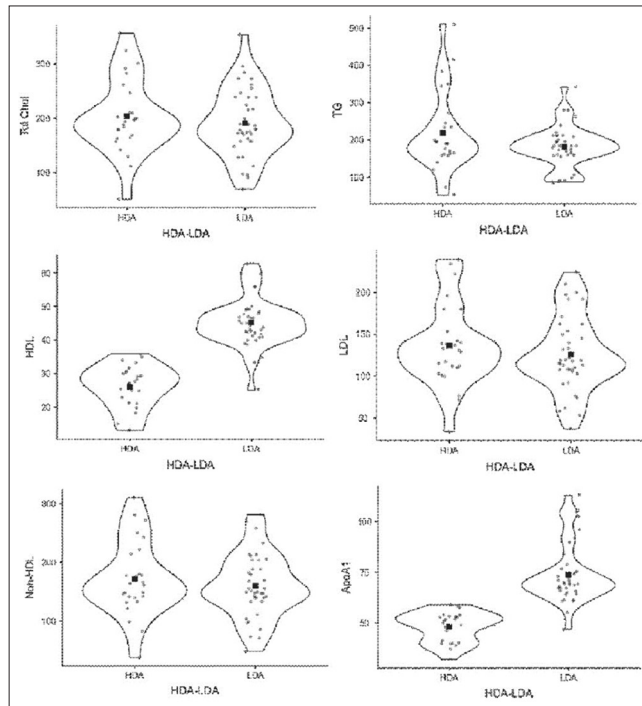 Tot Chol
300
200
100
HDA
LDA
HDA-LDA
TG
500
400
300
200
100
HDA
LDA
HDA-LDA
HDL
60
50
40
30
20
HDA
LDA
HDA-LDA
LDL
200
150
100
50
HDA
LDA
HDA-LDA
Non-HDL
300
200
100
HDA
LDA
HDA-LDA
ApoA1
100
75
50
HDA
LDA
HDA-LDA